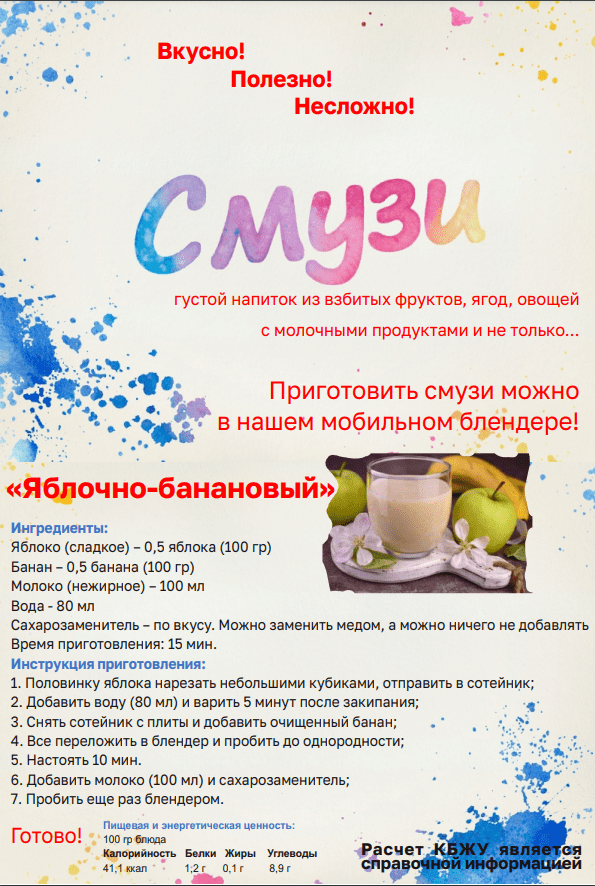 Вкусно!
Полезно!
Несложно!
Смузи
густой напиток из взбитых фруктов, ягод, овощей
с молочными продуктами и не только...
Приготовить смузи можно
в нашем мобильном блендере!
«Яблочно-банановый»
Ингредиенты:
Яблоко (сладкое) – 0,5 яблока (100 гр)
Банан – 0,5 банана (100 гр)
Молоко (нежирное) – 100 мл
Вода - 80 мл
Сахарозаменитель – по вкусу. Можно заменить медом, а можно ничего не добавлять
Время приготовления: 15 мин.
Инструкция приготовления:
1. Половинку яблока нарезать небольшими кубиками, отправить в сотейник;
2. Добавить воду (80 мл) и варить 5 минут после закипания;
3. Снять сотейник с плиты и добавить очищенный банан;
4. Все переложить в блендер и пробить до однородности;
5. Настоять 10 мин.
6. Добавить молоко (100 мл) и сахарозаменитель;
7. Пробить еще раз блендером.
Готово!
Пищевая и энергетическая ценность:
100 гр блюда
Калорийность Белки Жиры Углеводы
41,1 ккал 1,2 г 0,1 г 8,9 г
Расчет КБЖУ является
справочной информацией